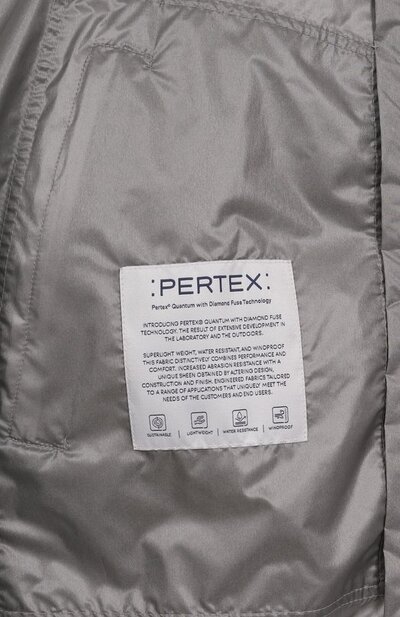 :PERTEX:
Pertex® Quantum with Diamond Fuse Technology
INTRODUCING PERTEX® QUANTUM WITH DIAMOND FUSE
TECHNOLOGY. THE RESULT OF EXTENSIVE DEVELOPMENT IN
THE LABORATORY AND THE OUTDOORS.
SUPERLIGHT WEIGHT, WATER RESISTANT, AND WINDPROOF
THIS FABRIC DISTINCTIVELY COMBINES PERFORMANCE AND
COMFORT. INCREASED ABRASION RESISTANCE WITH A
UNIQUE SHEEN OBTAINED BY ALTERING DESIGN,
CONSTRUCTION AND FINISH. ENGINEERED FABRICS TAILORED
TO A RANGE OF APPLICATIONS THAT UNIQUELY MEET THE
NEEDS OF THE CUSTOMERS AND END USERS.
SUSTAINABLE
LIGHTWEIGHT
WATER RESISTANCE
WINDPROOF